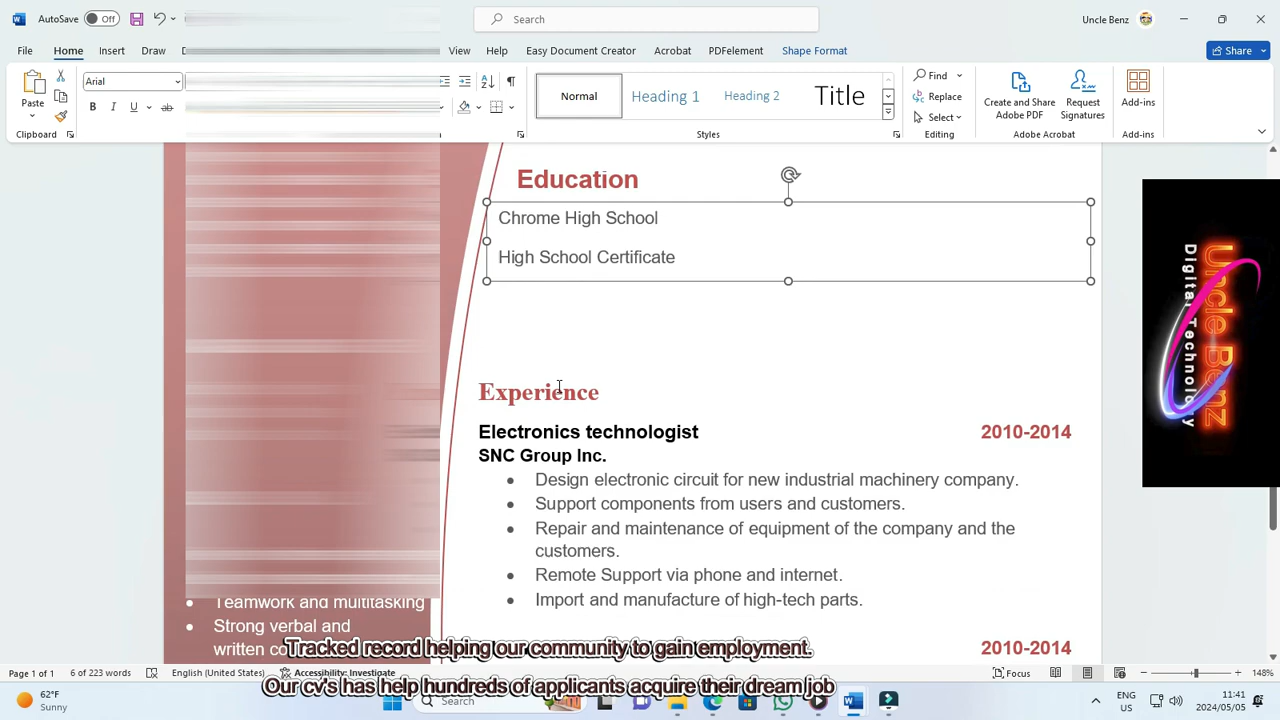 AutoSave Off
Search
Uncle Benz
File Home Insert Draw View Help Easy Document Creator Acrobat PDFelement Shape Format
Share
Paste
Arial
B I U ab
Normal
Heading 1
Heading 2
Title
Find
Replace
Select
Create and Share
Adobe PDF
Request
Signatures
Add-ins
Clipboard
Styles
Editing
Adobe Acrobat
Add-ins
Education
Chrome High School
High School Certificate
Experience
Electronics technologist 2010-2014
SNC Group Inc.
• Design electronic circuit for new industrial machinery company.
• Support components from users and customers.
• Repair and maintenance of equipment of the company and the
customers.
• Remote Support via phone and internet.
• Import and manufacture of high-tech parts.
2010-2014
• Teamwork and multitasking
• Strong verbal and
written
Uncle Benz
Digital Technology
Tracked record helping our community to gain employment.
Our cv's has help hundreds of applicants acquire their dream job
Page 1 of 1 6 of 223 words English (United States) Accessibility: Investigate
Focus
148%
62°F
Sunny
Search
ENG
US
11:41
2024/05/05